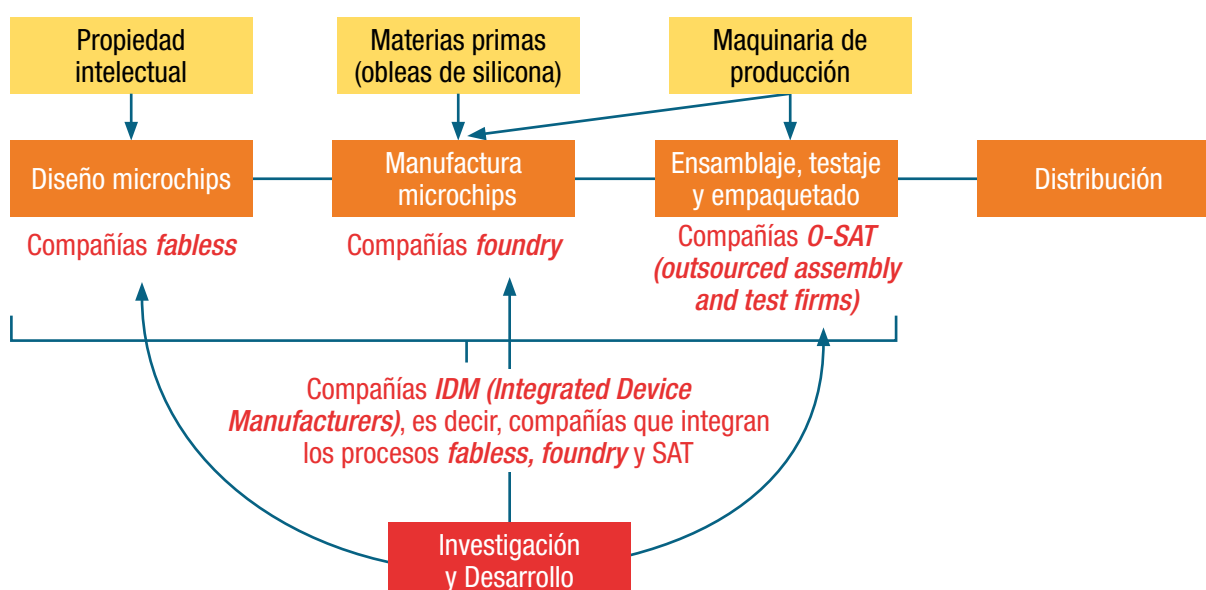 Propiedad
intelectual
Materias primas
(obleas de silicona)
Maquinaria de
producción
Diseño microchips
Manufactura
microchips
Ensamblaje, testaje
y empaquetado
Distribución
Compañías fabless
Compañías foundry
Compañías O-SAT
(outsourced assembly
and test firms)
Compañías IDM (Integrated Device
Manufacturers), es decir, compañías que integran
los procesos fabless, foundry y SAT
Investigación
y Desarrollo